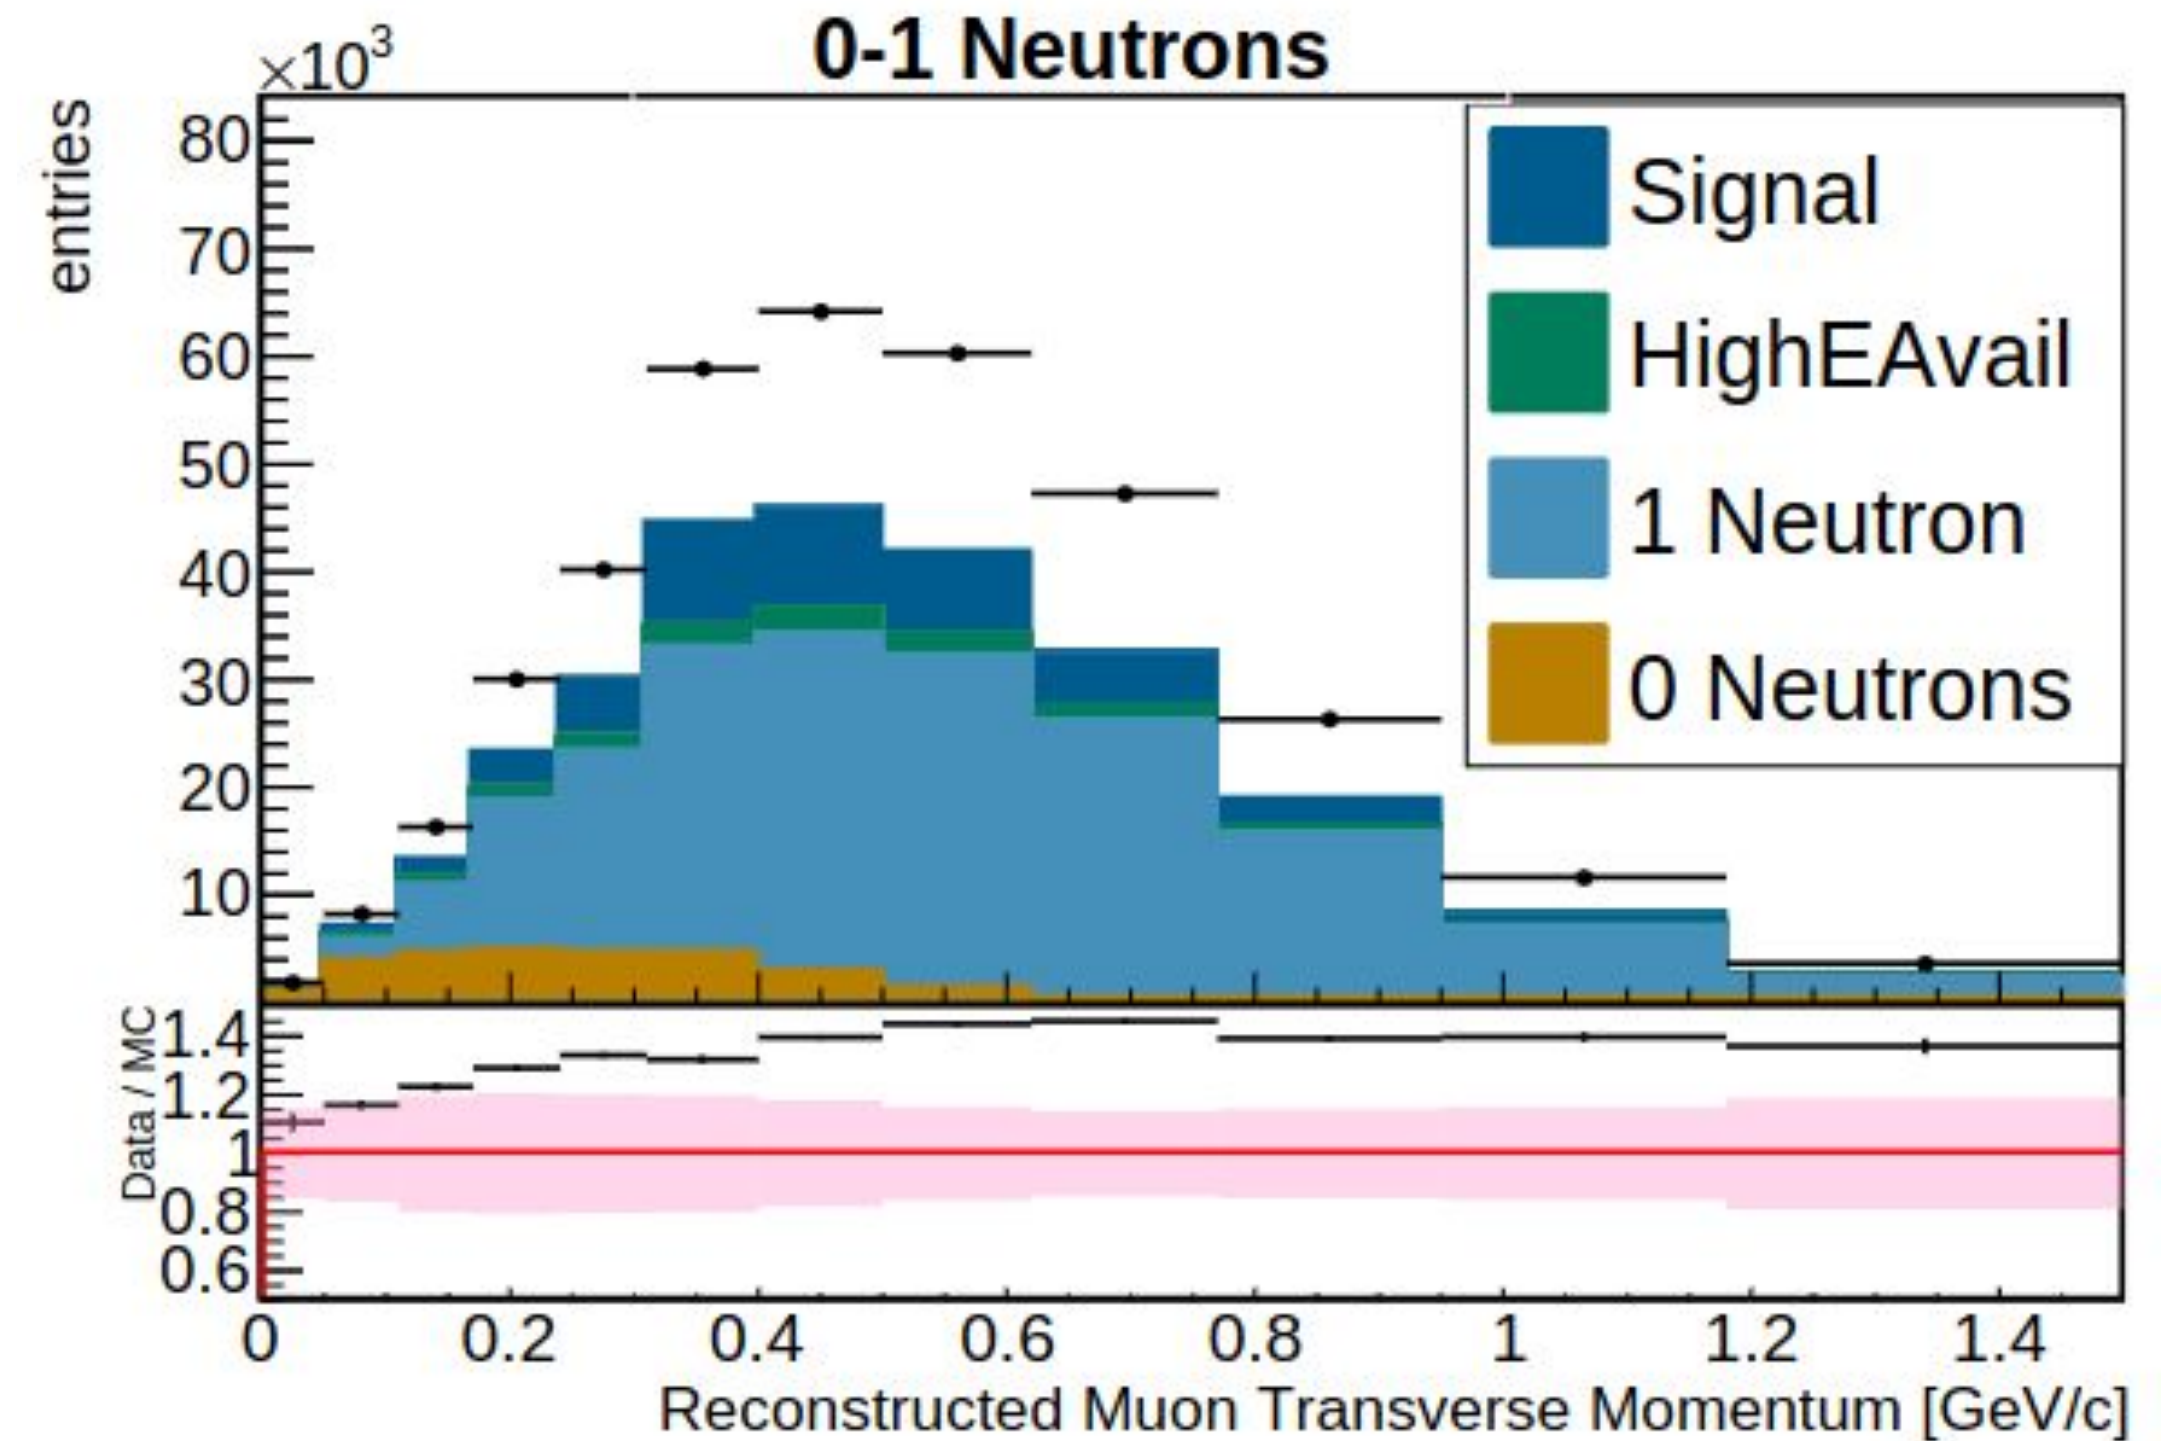 0-1 Neutrons
×10³
entries
80
70
60
50
40
30
20
10
Signal
HighEAvail
1 Neutron
0 Neutrons
Data / MC
1.4
1.2
1
0.8
0.6
0 0.2 0.4 0.6 0.8 1 1.2 1.4
Reconstructed Muon Transverse Momentum [GeV/c]